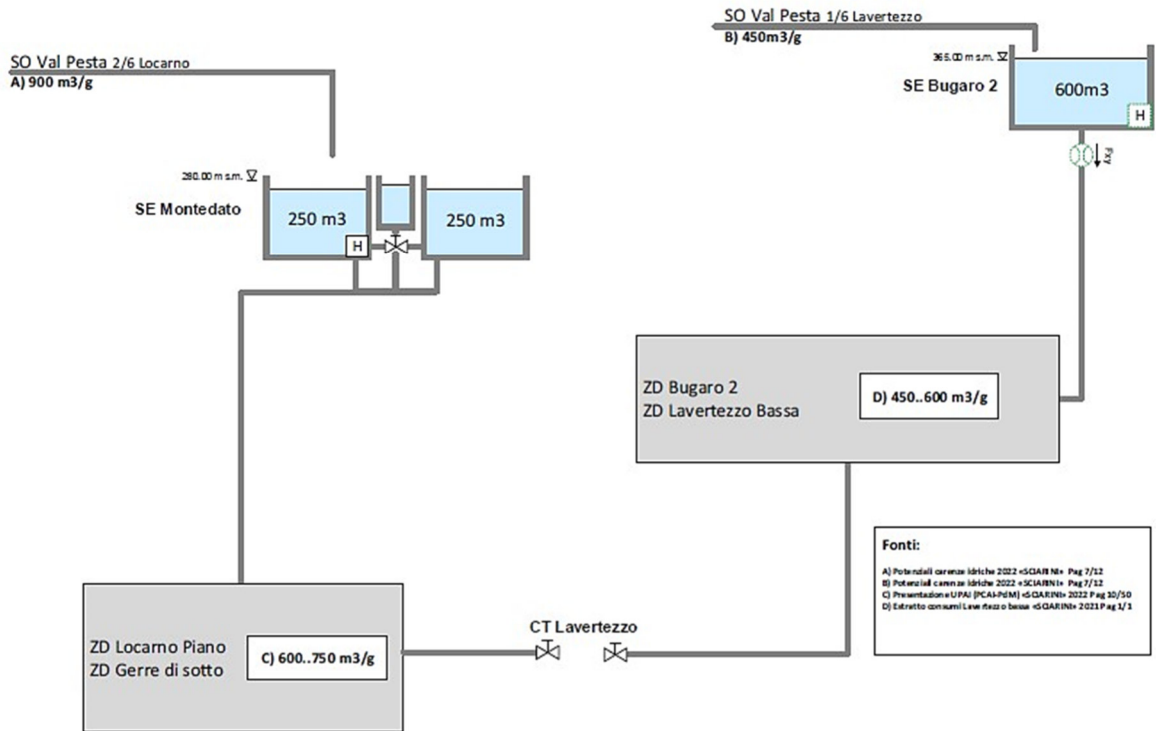 SO Val Pesta 1/6 Lavertezzo
B) 450m3/g
365.00 m s.m.
SE Bugaro 2
600m3
H
Fxy
SO Val Pesta 2/6 Locarno
A) 900 m3/g
280.00 m s.m.
SE Montedato
250 m3
H
250 m3
ZD Bugaro 2
ZD Lavertezzo Bassa
D) 450..600 m3/g
Fonti:
A) Potenziali carenze idriche 2022 «SCIARINI» Pag 7/12
B) Potenziali carenze idriche 2022 «SCIARINI» Pag 7/12
C) Presentazione UPAI (PCAI-PdM) «SCIARINI» 2022 Pag 10/50
D) Estratto consumi Lavertezzo bassa «SCIARINI» 2021 Pag 1/1
CT Lavertezzo
ZD Locarno Piano
ZD Gerre di sotto
C) 600..750 m3/g